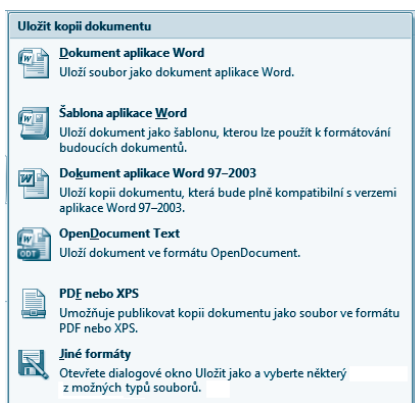 Uložit kopii dokumentu
Dokument aplikace Word
Uloží soubor jako dokument aplikace Word.
Šablona aplikace Word
Uloží dokument jako šablonu, kterou lze použít k formátování
budoucích dokumentů.
Dokument aplikace Word 97–2003
Uloží kopii dokumentu, která bude plně kompatibilní s verzemi
aplikace Word 97–2003.
OpenDocument Text
ODT
Uloží dokument ve formátu OpenDocument.
PDF nebo XPS
Umožňuje publikovat kopii dokumentu jako soubor ve formátu
PDF nebo XPS.
Jiné formáty
Otevřete dialogové okno Uložit jako a vyberte některý
z možných typů souborů.